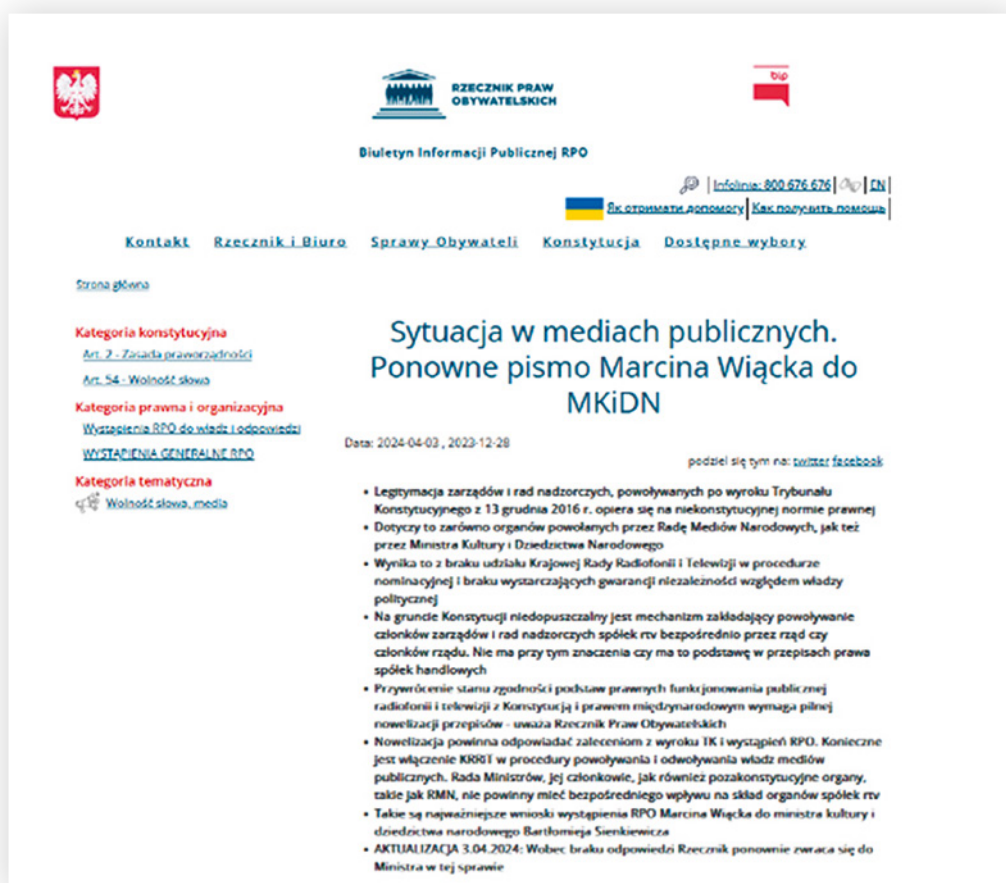 bip
RZECZNIK PRAW
OBYWATELSKICH
Biuletyn Informacji Publicznej RPO
Infolinia: 800 676 676
EN
Як отримати допомогу
Как получить помощь
Kontakt Rzecznik i Biuro Sprawy Obywateli Konstytucja Dostępne wybory
Strona główna
Kategoria konstytucyjna
Art. 2 - Zasada praworządności
Art. 54 - Wolność słowa
Kategoria prawna i organizacyjna
Wystąpienia RPO do władz i odpowiedzi
WYSTĄPIENIA GENERALNE RPO
Kategoria tematyczna
Wolność słowa, media
Sytuacja w mediach publicznych.
Ponowne pismo Marcina Wiącka do
MKiDN
Data: 2024-04-03 , 2023-12-28
podziel się tym na: twitter facebook
• Legitymacja zarządów i rad nadzorczych, powoływanych po wyroku Trybunału
Konstytucyjnego z 13 grudnia 2016 r. opiera się na niekonstytucyjnej normie prawnej
• Dotyczy to zarówno organów powołanych przez Radę Mediów Narodowych, jak też
przez Ministra Kultury i Dziedzictwa Narodowego
• Wynika to z braku udziału Krajowej Rady Radiofonii i Telewizji w procedurze
nominacyjnej i braku wystarczających gwarancji niezależności względem władzy
politycznej
• Na gruncie Konstytucji niedopuszczalny jest mechanizm zakładający powoływanie
członków zarządów i rad nadzorczych spółek rtv bezpośrednio przez rząd czy
członków rządu. Nie ma przy tym znaczenia czy ma to podstawę w przepisach prawa
spółek handlowych
• Przywrócenie stanu zgodności podstaw prawnych funkcjonowania publicznej
radiofonii i telewizji z Konstytucją i prawem międzynarodowym wymaga pilnej
nowelizacji przepisów - uważa Rzecznik Praw Obywatelskich
• Nowelizacja powinna odpowiadać zaleceniom z wyroku TK i wystąpień RPO. Konieczne
jest włączenie KRRiT w procedury powoływania i odwoływania władz mediów
publicznych. Rada Ministrów, jej członkowie, jak również pozakonstytucyjne organy,
takie jak RMN, nie powinny mieć bezpośredniego wpływu na skład organów spółek rtv
• Takie są najważniejsze wnioski wystąpienia RPO Marcina Wiącka do ministra kultury i
dziedzictwa narodowego Bartłomieja Sienkiewicza
• AKTUALIZACJA 3.04.2024: Wobec braku odpowiedzi Rzecznik ponownie zwraca się do
Ministra w tej sprawie